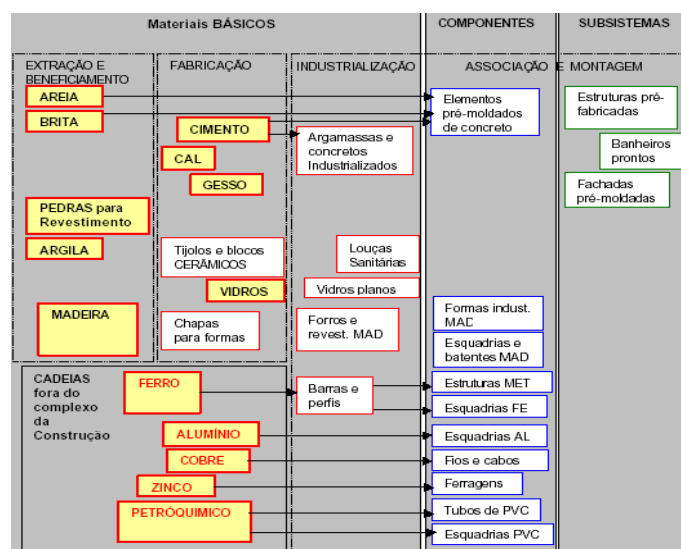 Materiais BÁSICOS
COMPONENTES
SUBSISTEMAS
EXTRAÇÃO E
BENEFICIAMENTO
FABRICAÇÃO
INDUSTRIALIZAÇÃO
ASSOCIAÇÃO E MONTAGEM
AREIA
BRITA
CIMENTO
CAL
GESSO
Argamassas e
concretos
Industrializados
Elementos
pré-moldados
de concreto
Estruturas pré-
fabricadas
Banheiros
prontos
Fachadas
pré-moldadas
PEDRAS para
Revestimento
ARGILA
Tijolos e blocos
CERÂMICOS
Louças
Sanitárias
VIDROS
Vidros planos
MADEIRA
Chapas
para formas
Forros e
revest. MAD
Formas indust.
MAD
Esquadrias e
batentes MAD
CADEIAS
fora do
complexo
da
Construção
FERRO
Barras e
perfis
Estruturas MET
Esquadrias FE
ALUMÍNIO
Esquadrias AL
COBRE
Fios e cabos
ZINCO
Ferragens
PETRÓQUIMICO
Tubos de PVC
Esquadrias PVC